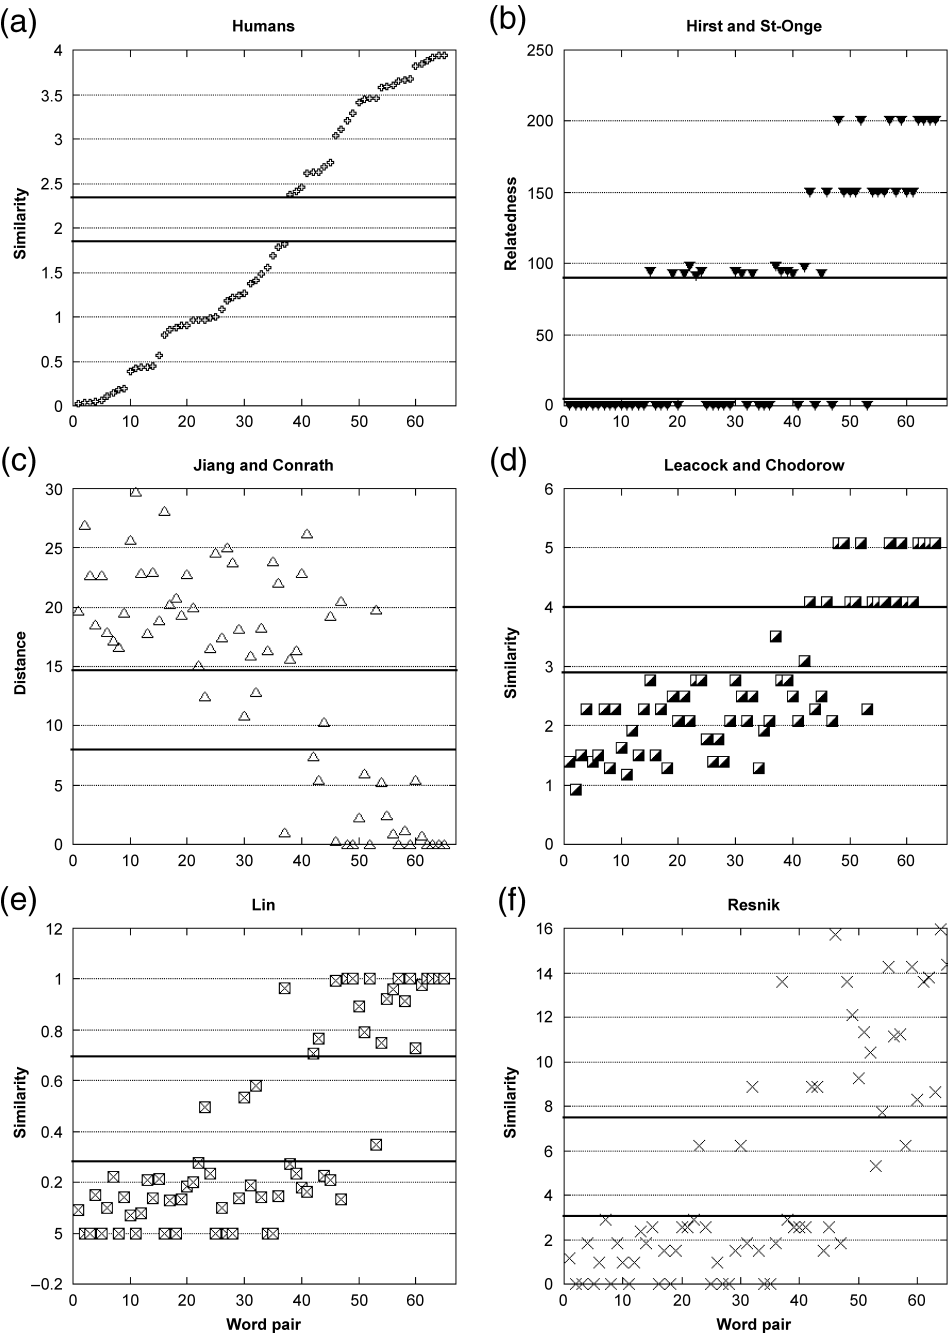 (a) Humans
4
3.5
3
2.5
2
1.5
1
0.5
0
Similarity
0 10 20 30 40 50 60
(b) Hirst and St-Onge
250
200
150
100
50
0
Relatedness
0 10 20 30 40 50 60
(c) Jiang and Conrath
30
25
20
15
10
5
0
Distance
0 10 20 30 40 50 60
(d) Leacock and Chodorow
6
5
4
3
2
1
0
Similarity
0 10 20 30 40 50 60
(e) Lin
12
1
0.8
0.6
0.4
0.2
5
–0.2
Similarity
0 10 20 30 40 50 60
Word pair
(f) Resnik
16
14
12
10
8
6
4
2
0
Similarity
0 10 20 30 40 50 60
Word pair